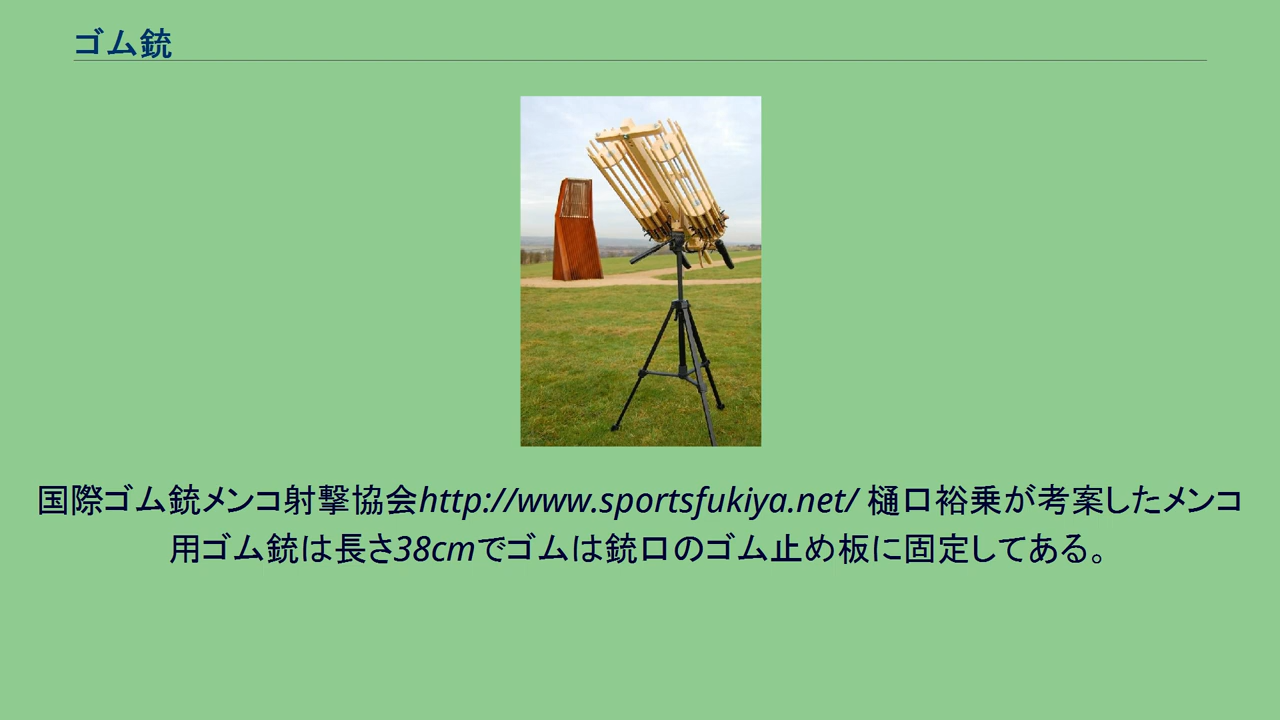 ゴム銃
国際ゴム銃メンコ射撃協会http://www.sportsfukiya.net/ 樋口裕乗が考案したメンコ
用ゴム銃は長さ38cmでゴムは銃口のゴム止め板に固定してある。